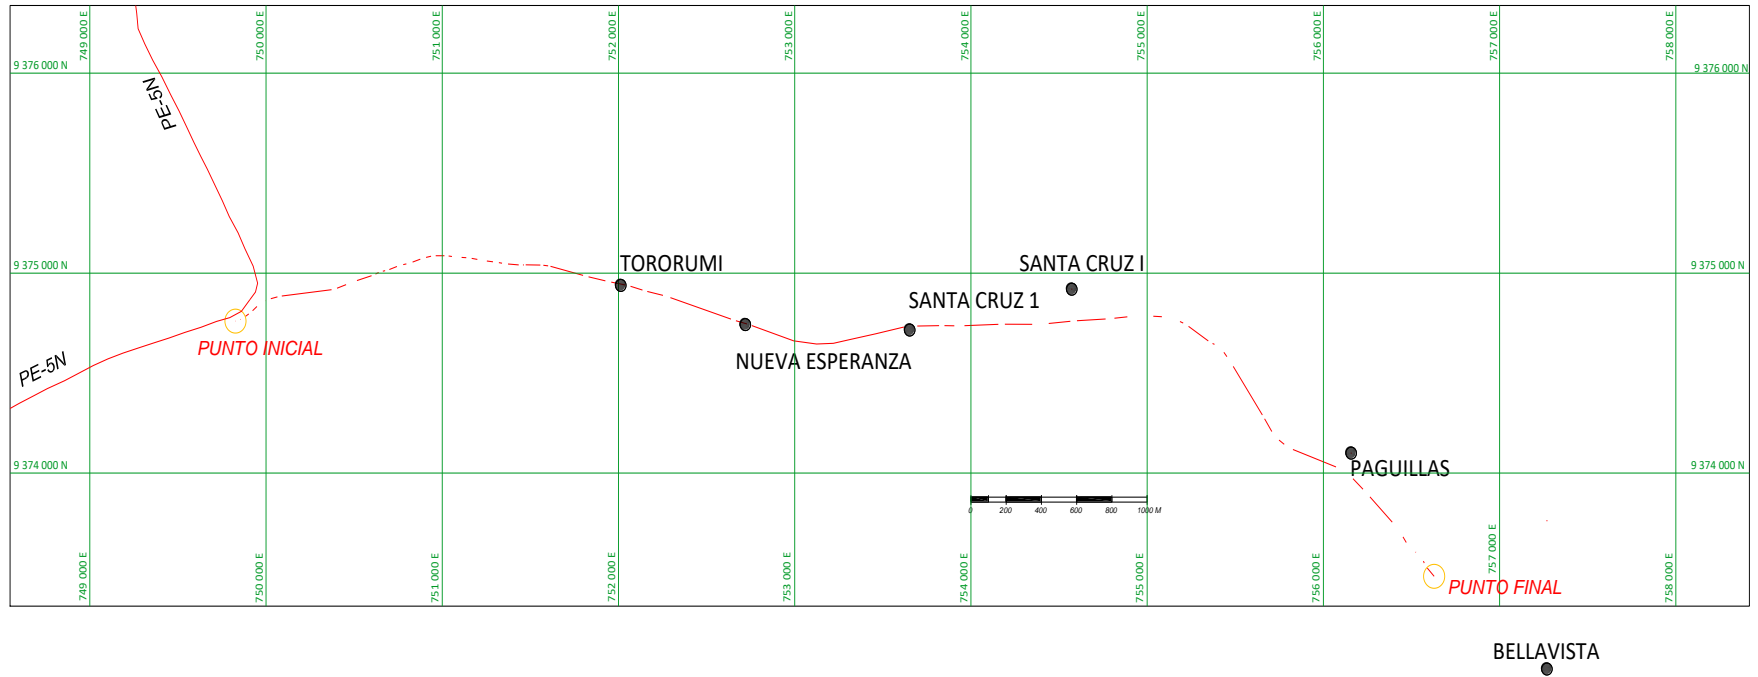 749 000 E
750 000 E
751 000 E
752 000 E
753 000 E
754 000 E
755 000 E
756 000 E
757 000 E
758 000 E
9 376 000 N
9 376 000 N
PE-5N
9 375 000 N
9 375 000 N
TORORUMI
SANTA CRUZ I
SANTA CRUZ 1
PUNTO INICIAL
NUEVA ESPERANZA
PE-5N
9 374 000 N
9 374 000 N
PAGUILLAS
0 200 400 600 800 1000 M
749 000 E
750 000 E
751 000 E
752 000 E
753 000 E
754 000 E
755 000 E
756 000 E
757 000 E
758 000 E
PUNTO FINAL
BELLAVISTA